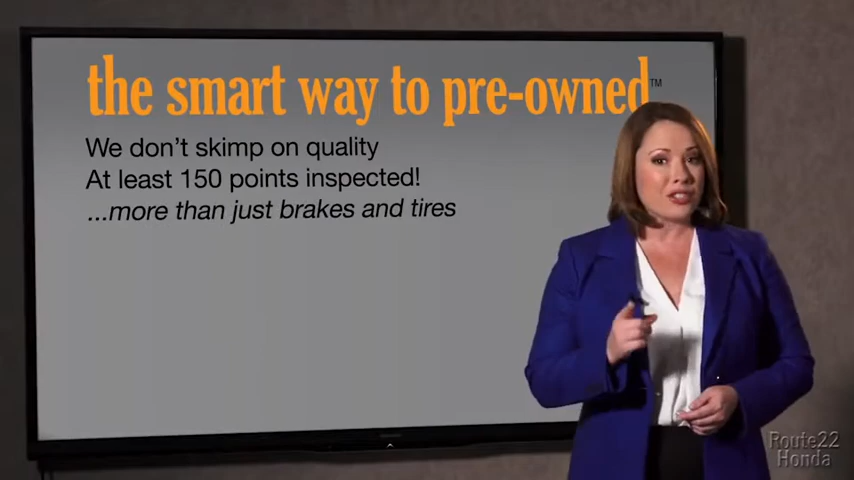 the smart way to pre-owned™
We don't skimp on quality
At least 150 points inspected!
...more than just brakes and tires
Route22
Honda